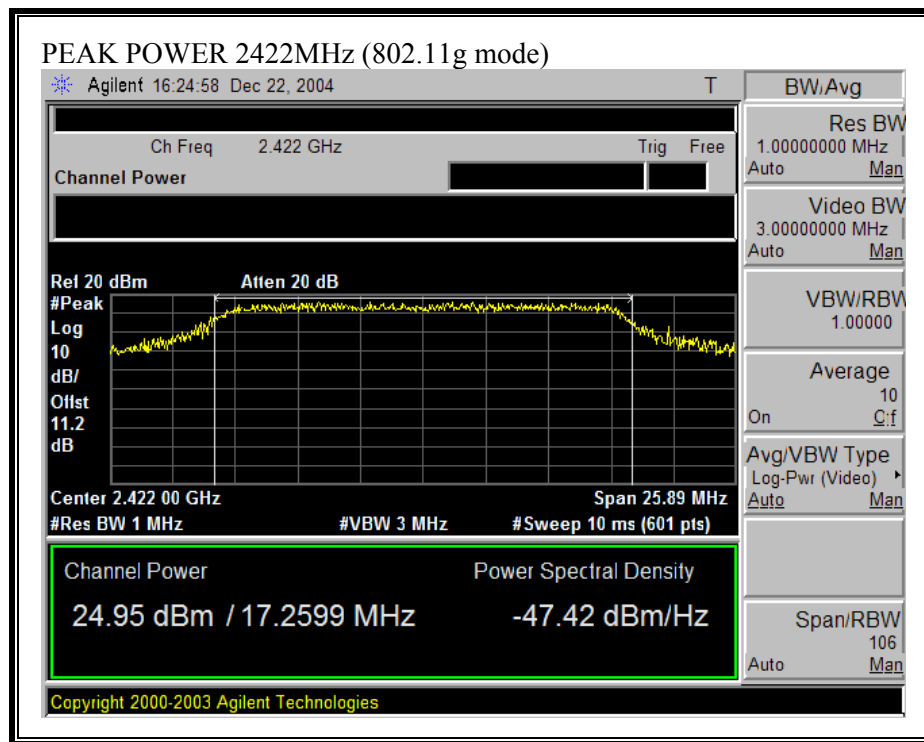 PEAK POWER 2422MHz (802.11g mode)
Agilent 16:24:58 Dec 22, 2004 T
BW/Avg
Ch Freq 2.422 GHz Trig Free
Channel Power
Ref 20 dBm Atten 20 dB
#Peak
Log
10
dB/
Offst
11.2
dB
Center 2.422 00 GHz Span 25.89 MHz
#Res BW 1 MHz #VBW 3 MHz #Sweep 10 ms (601 pts)
Channel Power Power Spectral Density
24.95 dBm / 17.2599 MHz -47.42 dBm/Hz
Copyright 2000-2003 Agilent Technologies
Res BW
1.00000000 MHz
Auto Man
Video BW
3.00000000 MHz
Auto Man
VBW/RBW
1.00000
Average
10
On Off
Avg/VBW Type
Log-Pwr (Video)
Auto Man
Span/RBW
106
Auto Man